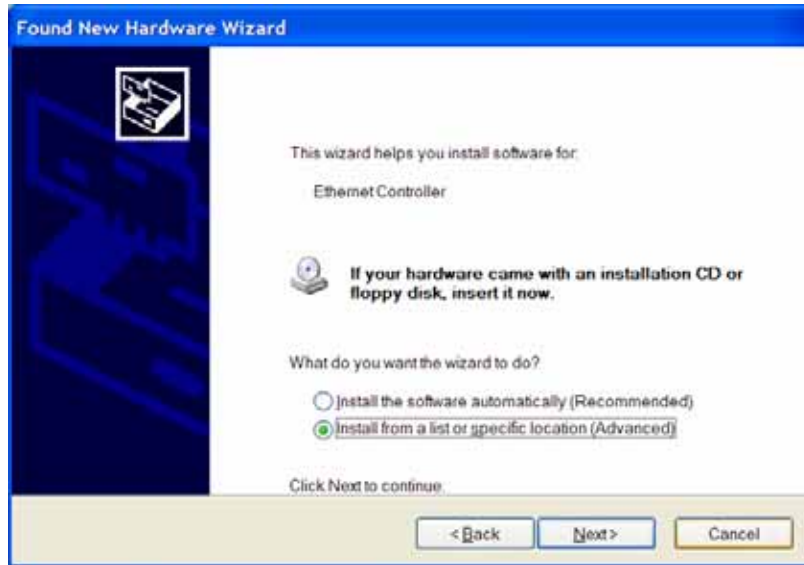 Found New Hardware Wizard
This wizard helps you install software for:
Ethernet Controller
If your hardware came with an installation CD or
floppy disk, insert it now.
What do you want the wizard to do?
Install the software automatically (Recommended)
Install from a list or specific location (Advanced)
Click Next to continue.
< Back Next > Cancel